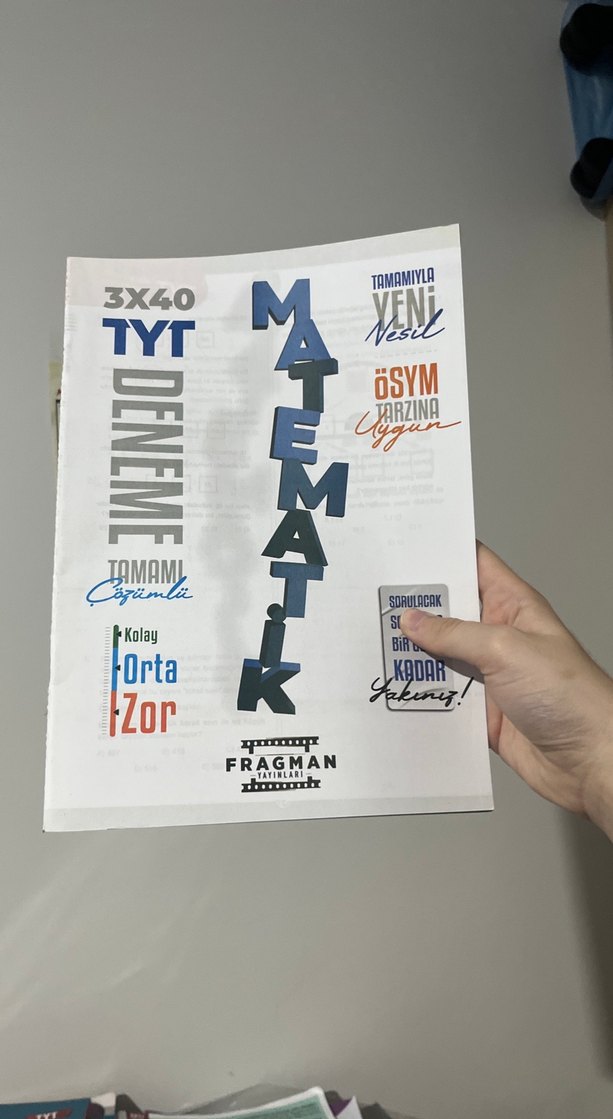 3X40
TYT
DENEME
TAMAMI
Çözümlü
Kolay
Orta
Zor
MATEMATİK
TAMAMIYLA
YENİ
Nesil
ÖSYM
TARZINA
Uygun
SORULACAK
BİR
KADAR
Yakınız!
FRAGMAN
YAYINLARI